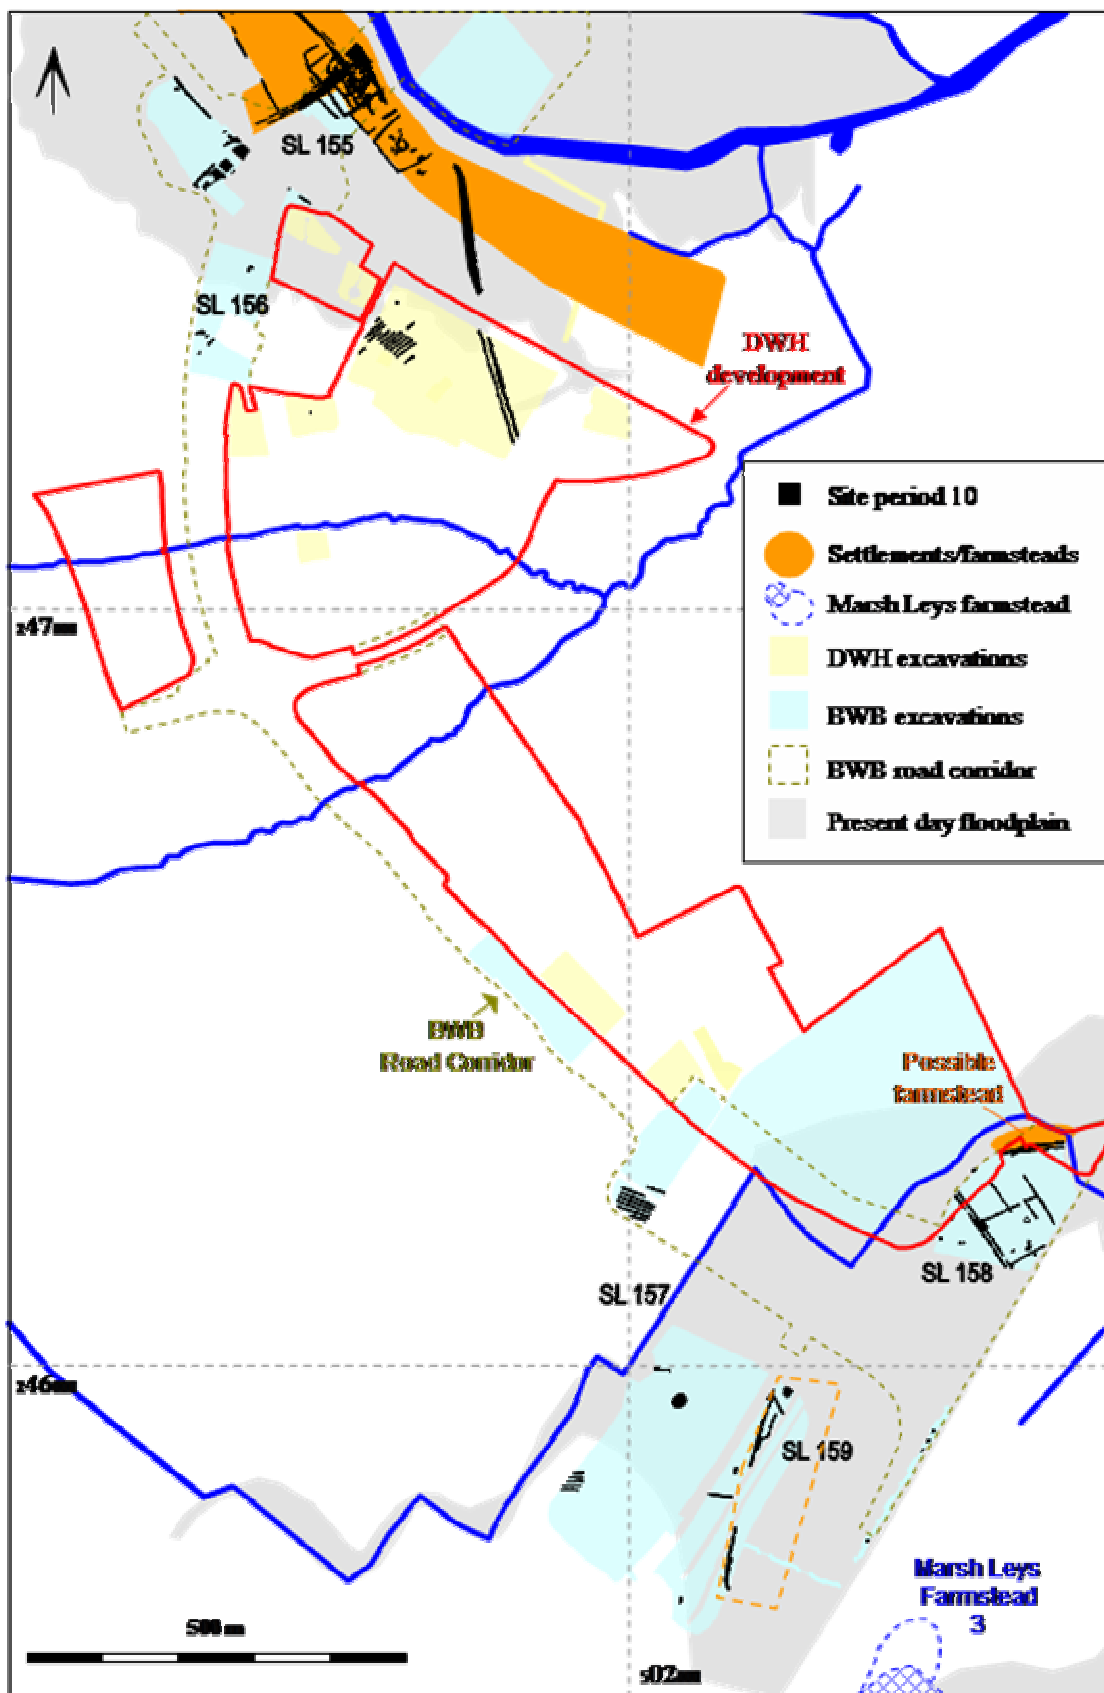 SL 155
SL 156
DWH
development
Site period 10
Settlements/farmsteads
Marsh Leys farmstead
DWH excavations
BWB excavations
BWB road corridor
Present day floodplain
BWB
Road Corridor
Possible
farmstead
SL 158
SL 157
SL 159
Marsh Leys
Farmstead
3
500m